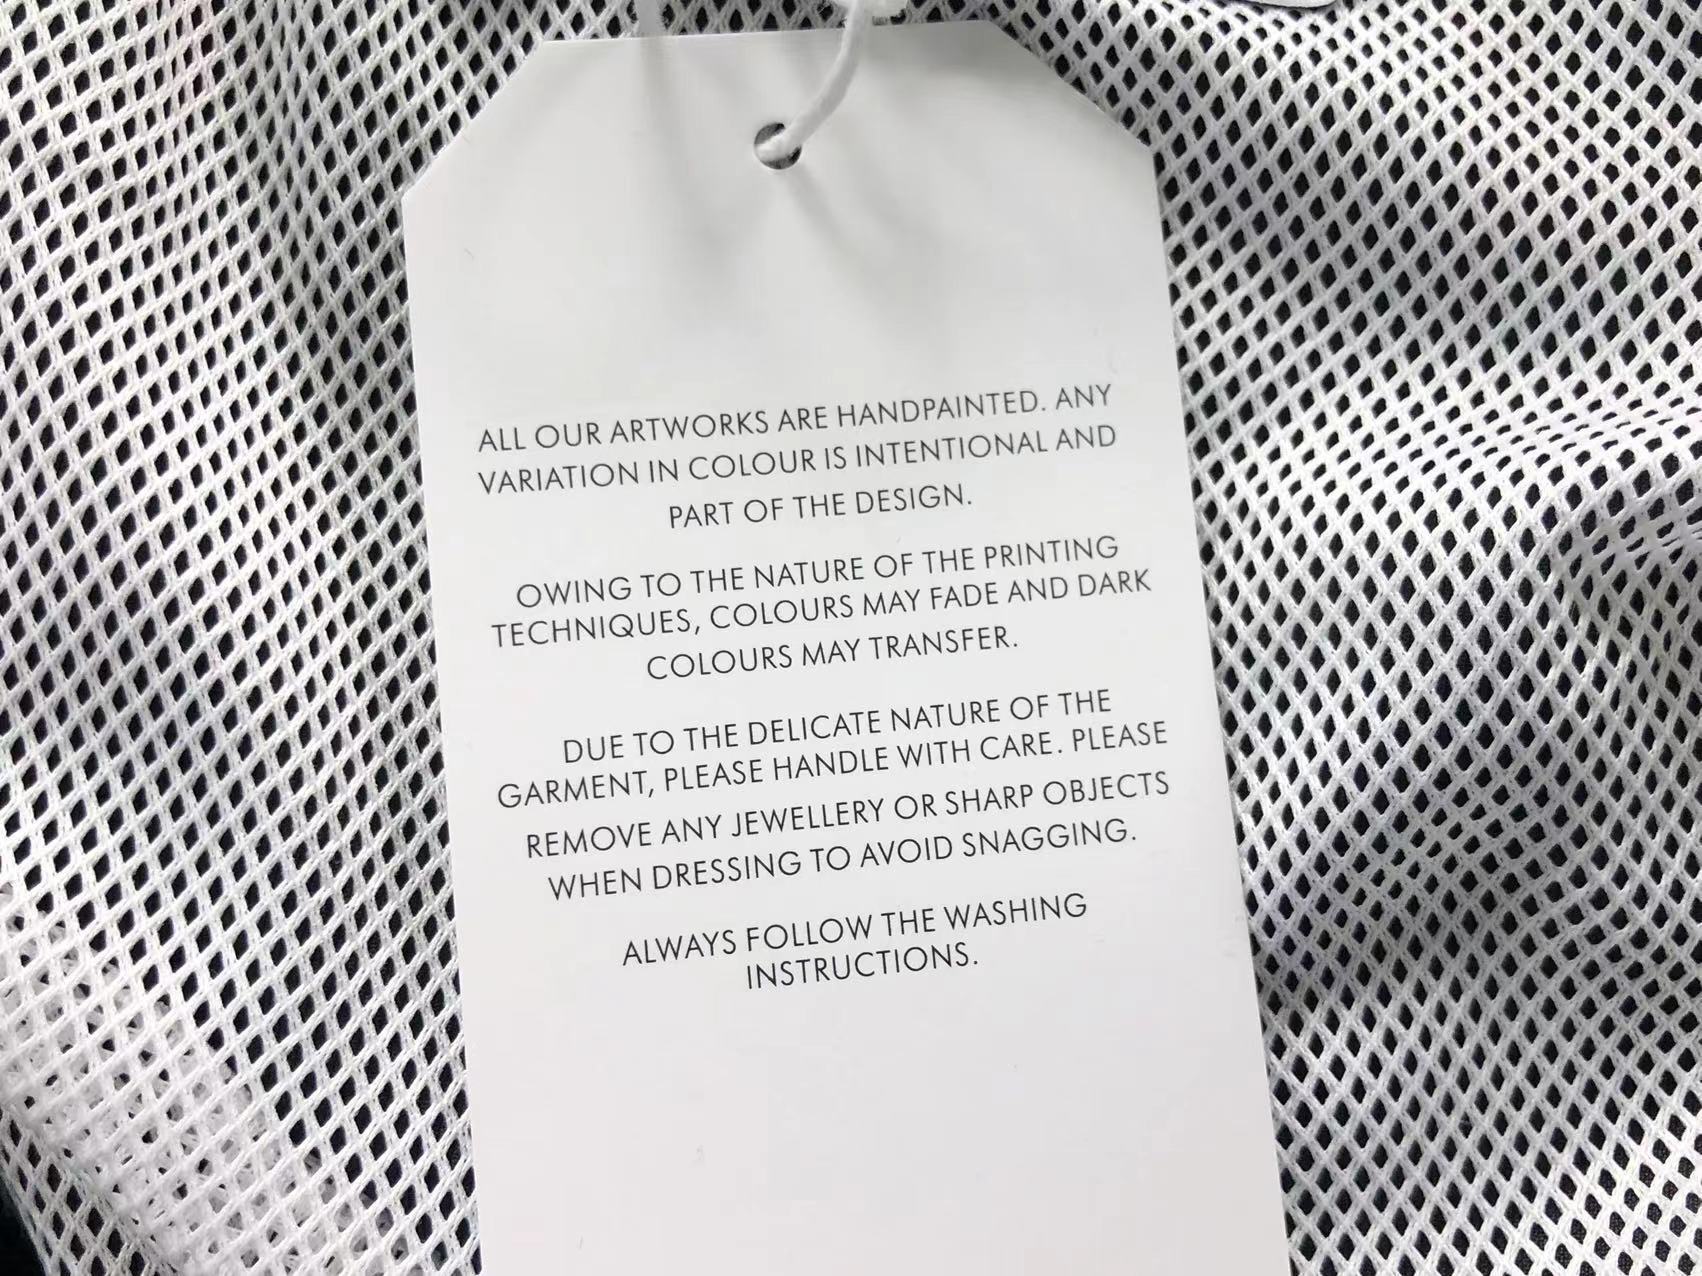 ALL OUR ARTWORKS ARE HANDPAINTED. ANY
VARIATION IN COLOUR IS INTENTIONAL AND
PART OF THE DESIGN.
OWING TO THE NATURE OF THE PRINTING
TECHNIQUES, COLOURS MAY FADE AND DARK
COLOURS MAY TRANSFER.
DUE TO THE DELICATE NATURE OF THE
GARMENT, PLEASE HANDLE WITH CARE. PLEASE
REMOVE ANY JEWELLERY OR SHARP OBJECTS
WHEN DRESSING TO AVOID SNAGGING.
ALWAYS FOLLOW THE WASHING
INSTRUCTIONS.